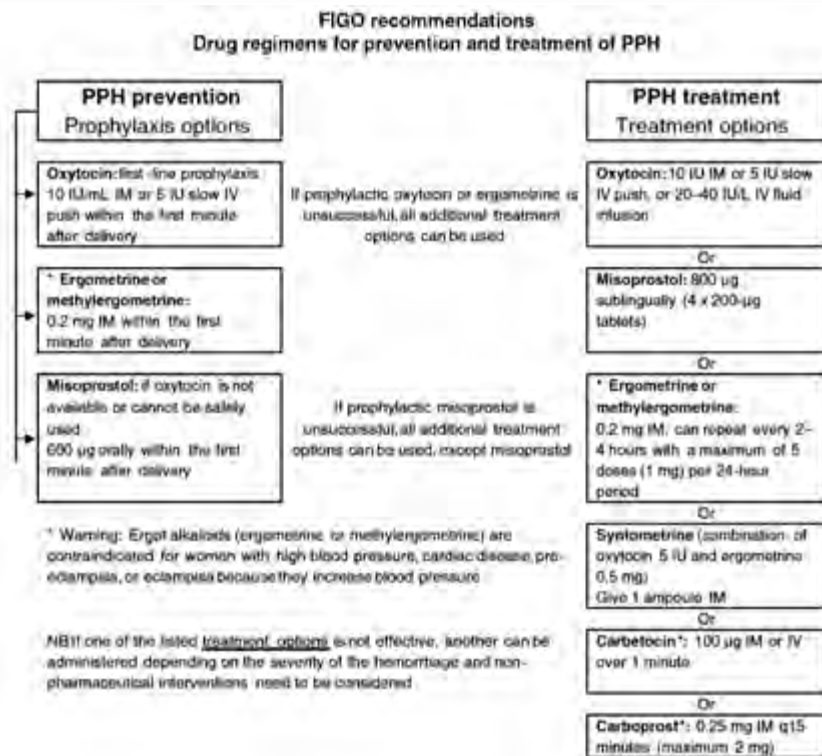 FIGO recommendations
Drug regimens for prevention and treatment of PPH
PPH prevention
Prophylaxis options
Oxytocin: first-line prophylaxis
10 IU/mL IM or 5 IU slow IV
push within the first minute
after delivery
* Ergometrine or
methylergometrine:
0.2 mg IM within the first
minute after delivery
Misoprostol: if oxytocin is not
available or cannot be safely
used
600 µg orally within the first
minute after delivery
If prophylactic oxytocin or ergometrine is
unsuccessful, all additional treatment
options can be used
If prophylactic misoprostol is
unsuccessful, all additional treatment
options can be used, except misoprostol
* Warning: Ergot alkaloids (ergometrine or methylergometrine) are
contraindicated for women with high blood pressure, cardiac disease, pre-
eclampsia, or eclampsia because they increase blood pressure
NB If one of the listed treatment options is not effective, another can be
administered depending on the severity of the hemorrhage and non-
pharmaceutical interventions need to be considered
PPH treatment
Treatment options
Oxytocin: 10 IU IM or 5 IU slow
IV push, or 20–40 IU/L IV fluid
infusion
Or
Misoprostol: 800 µg
sublingually (4 x 200-µg
tablets)
Or
* Ergometrine or
methylergometrine:
0.2 mg IM, can repeat every 2–
4 hours with a maximum of 5
doses (1 mg) per 24-hour
period
Or
Syntometrine (combination of
oxytocin 5 IU and ergometrine
0.5 mg)
Give 1 ampoule IM
Or
Carbetocin*: 100 µg IM or IV
over 1 minute
Or
Carboprost*: 0.25 mg IM q15
minutes (maximum 2 mg)